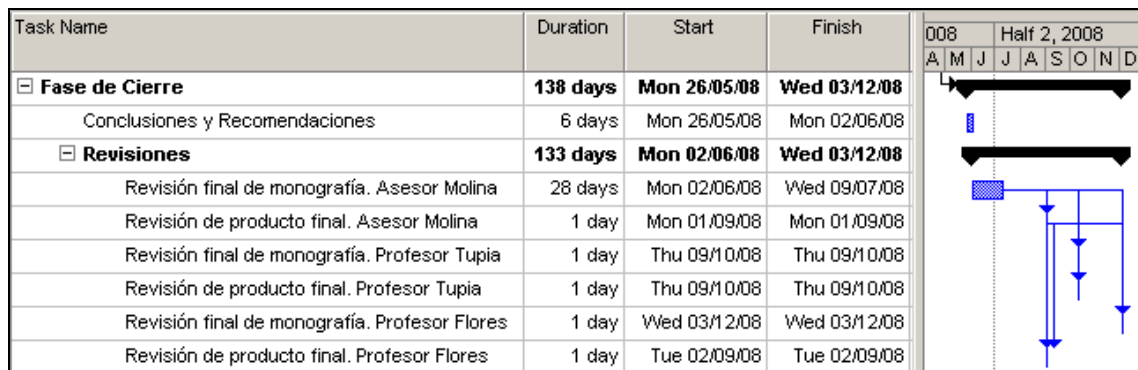 Task Name Duration Start Finish 008 Half 2, 2008
A M J J A S O N D
Fase de Cierre 138 days Mon 26/05/08 Wed 03/12/08
Conclusiones y Recomendaciones 6 days Mon 26/05/08 Mon 02/06/08
Revisiones 133 days Mon 02/06/08 Wed 03/12/08
Revisión final de monografía. Asesor Molina 28 days Mon 02/06/08 Wed 09/07/08
Revisión de producto final. Asesor Molina 1 day Mon 01/09/08 Mon 01/09/08
Revisión final de monografía. Profesor Tupia 1 day Thu 09/10/08 Thu 09/10/08
Revisión de producto final. Profesor Tupia 1 day Thu 09/10/08 Thu 09/10/08
Revisión final de monografía. Profesor Flores 1 day Wed 03/12/08 Wed 03/12/08
Revisión de producto final. Profesor Flores 1 day Tue 02/09/08 Tue 02/09/08